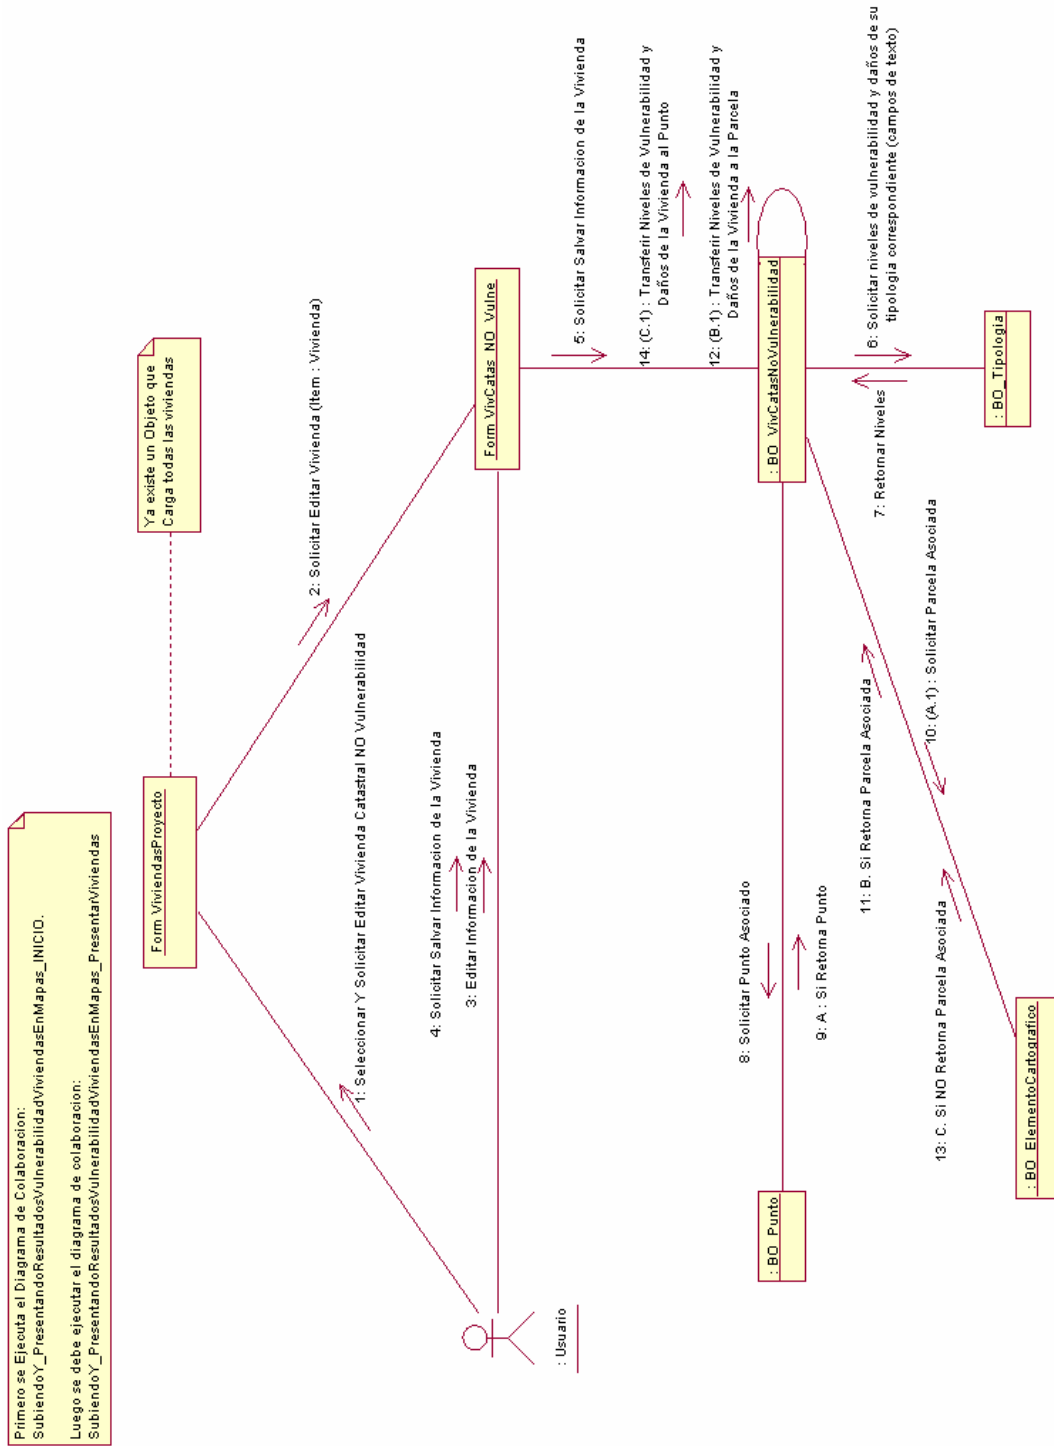 Primero se Ejecuta el Diagrama de Colaboracion:
SubiendoY_PresentandoResultadosVulnerabilidadViviendasEnMapas_INICIO.
Luego se debe ejecutar el diagrama de colaboracion:
SubiendoY_PresentandoResultadosVulnerabilidadViviendasEnMapas_PresentarViviendas
Ya existe un Objeto que
Carga todas las viviendas
Form ViviendasProyecto
2: Solicitar Editar Vivienda (Item : Vivienda)
1: Seleccionar Y Solicitar Editar Vivienda Catastral NO Vulnerabilidad
4: Solicitar Salvar Informacion de la Vivienda
3: Editar Informacion de la Vivienda
Form VivCatas_NO_Vulne
: Usuario
5: Solicitar Salvar Informacion de la Vivienda
14: (C.1) : Transferir Niveles de Vulnerabilidad y
Daños de la Vivienda al Punto
12: (B.1) : Transferir Niveles de Vulnerabilidad y
Daños de la Vivienda a la Parcela
8: Solicitar Punto Asociado
9: A : Si Retorna Punto
: BO_Punto
: BO_VivCatasNoVulnerabilidad
6: Solicitar niveles de vulnerabilidad y daños de su
tipologia correspondiente (campos de texto)
7: Retornar Niveles
11: B. Si Retorna Parcela Asociada
10: (A.1) : Solicitar Parcela Asociada
13: C. Si NO Retorna Parcela Asociada
: BO_Tipologia
: BO_ElementoCartografico